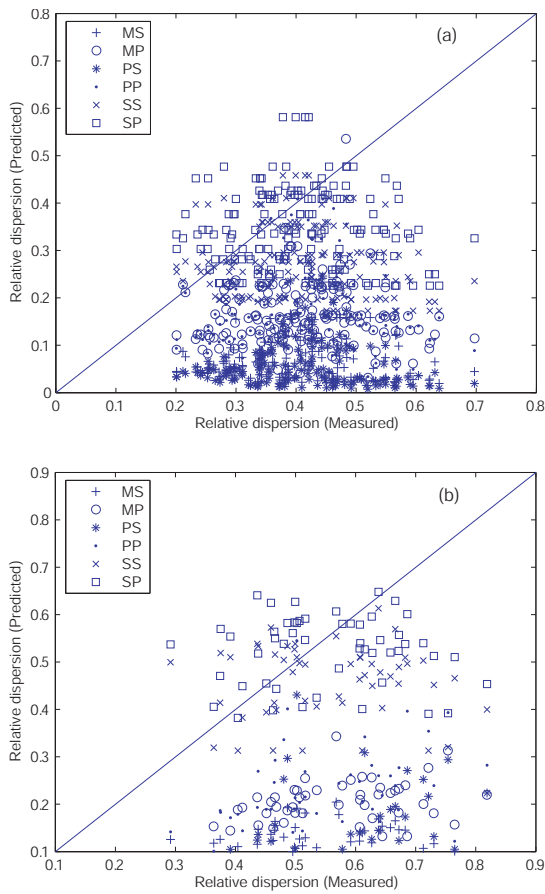 (a)
MS
MP
PS
PP
SS
SP
Relative dispersion (Predicted)
0.8
0.7
0.6
0.5
0.4
0.3
0.2
0.1
0
0 0.1 0.2 0.3 0.4 0.5 0.6 0.7 0.8
Relative dispersion (Measured)
(b)
MS
MP
PS
PP
SS
SP
Relative dispersion (Predicted)
0.9
0.8
0.7
0.6
0.5
0.4
0.3
0.2
0.1
0.1 0.2 0.3 0.4 0.5 0.6 0.7 0.8 0.9
Relative dispersion (Measured)